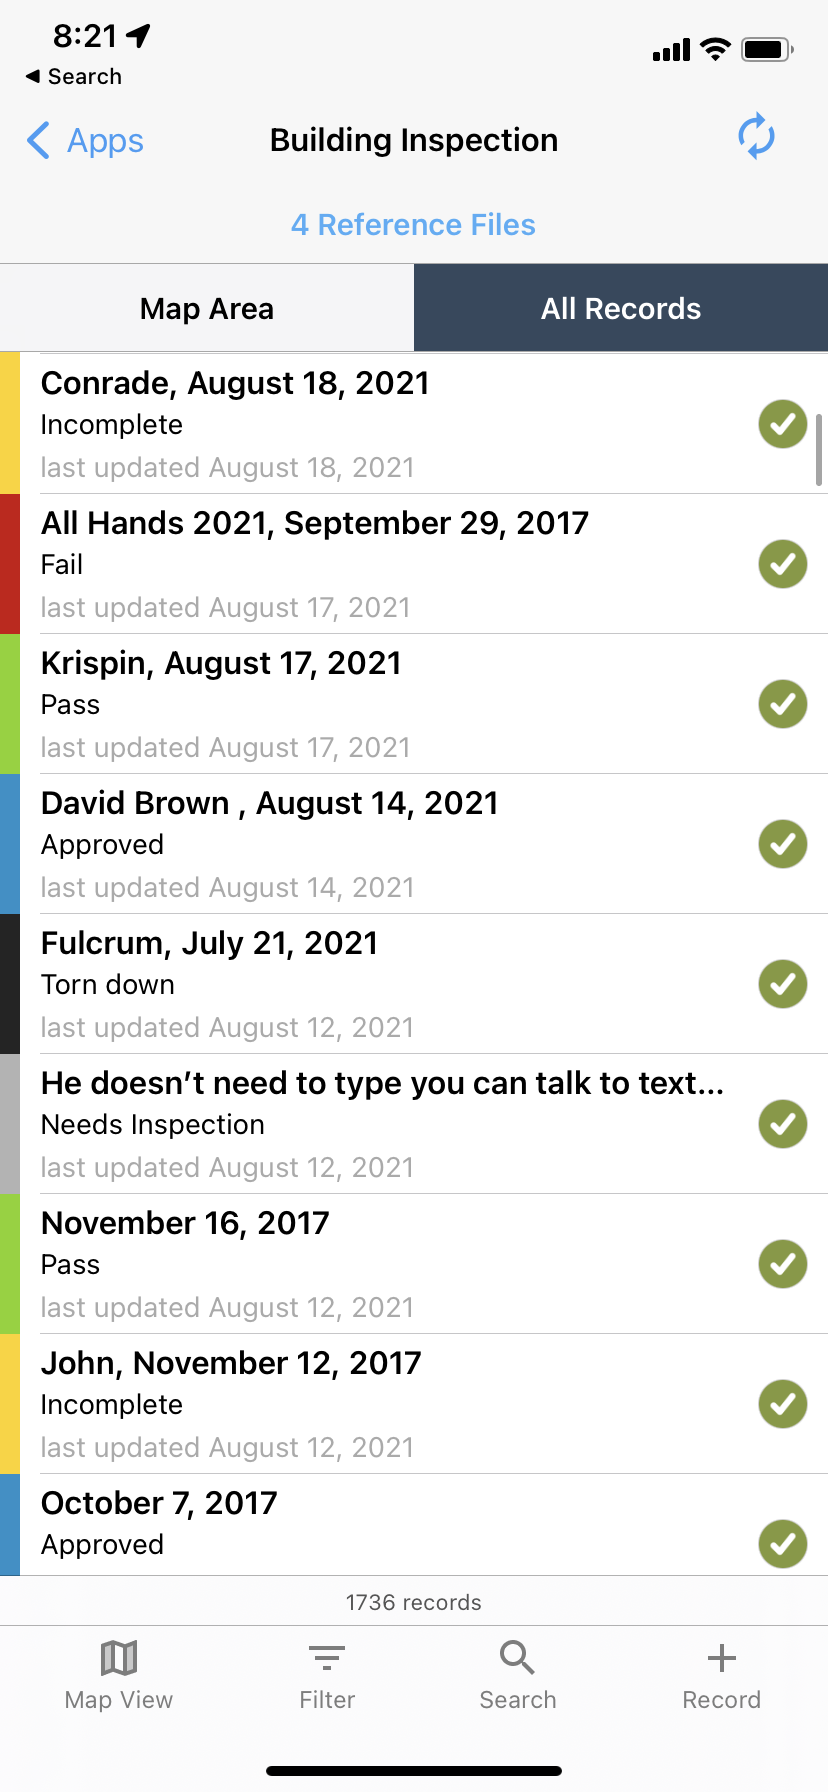 8:21
Search
Apps
Building Inspection
4 Reference Files
Map Area
All Records
Conrade, August 18, 2021
Incomplete
last updated August 18, 2021
All Hands 2021, September 29, 2017
Fail
last updated August 17, 2021
Krispin, August 17, 2021
Pass
last updated August 17, 2021
David Brown , August 14, 2021
Approved
last updated August 14, 2021
Fulcrum, July 21, 2021
Torn down
last updated August 12, 2021
He doesn’t need to type you can talk to text...
Needs Inspection
last updated August 12, 2021
November 16, 2017
Pass
last updated August 12, 2021
John, November 12, 2017
Incomplete
last updated August 12, 2021
October 7, 2017
Approved
1736 records
Map View
Filter
Search
Record